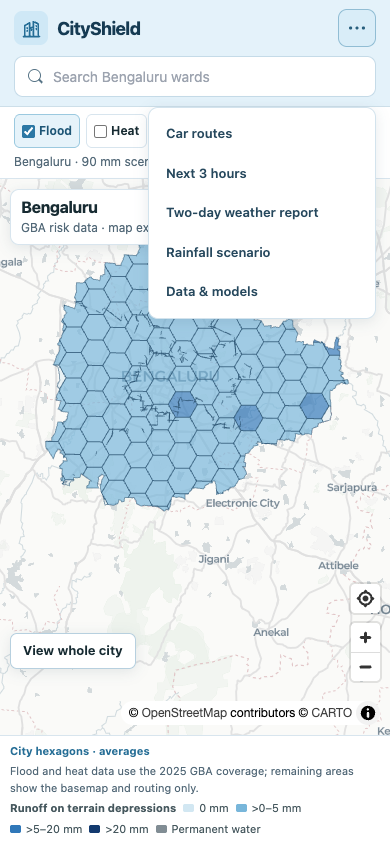 CityShield
Search Bengaluru wards
Flood
Heat
Bengaluru · 90 mm
Car routes
Next 3 hours
Two-day weather report
Rainfall scenario
Data & models
Bengaluru
GBA risk data · map
BENGALURU
Electronic City
Sarjapura
Jigani
Attibele
Anekal
View whole city
© OpenStreetMap contributors © CARTO
City hexagons · averages
Flood and heat data use the 2025 GBA coverage; remaining areas
show the basemap and routing only.
Runoff on terrain depressions 0 mm >0–5 mm
>5–20 mm >20 mm Permanent water